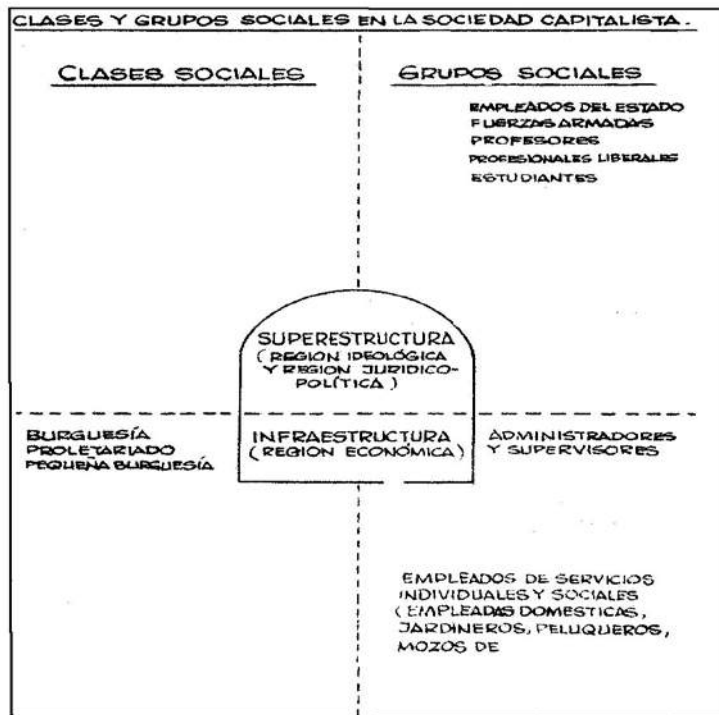 CLASES Y GRUPOS SOCIALES EN LA SOCIEDAD CAPITALISTA.
CLASES SOCIALES
GRUPOS SOCIALES
EMPLEADOS DEL ESTADO
FUERZAS ARMADAS
PROFESORES
PROFESIONALES LIBERALES
ESTUDIANTES
SUPERESTRUCTURA
(REGION IDEOLÓGICA
Y REGION JURIDICO-
POLÍTICA)
BURGUESÍA
PROLETARIADO
PEQUEÑA BURGUESÍA
INFRAESTRUCTURA
(REGION ECONÓMICA)
ADMINISTRADORES
Y SUPERVISORES
EMPLEADOS DE SERVICIOS
INDIVIDUALES Y SOCIALES
(EMPLEADAS DOMESTICAS,
JARDINEROS, PELUQUEROS,
MOZOS DE